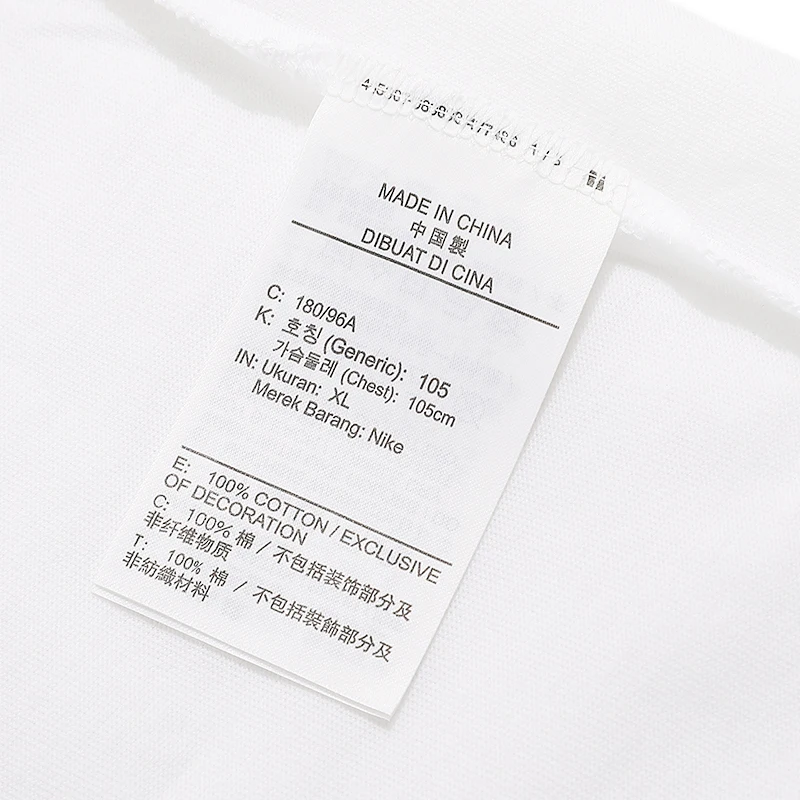 MADE IN CHINA
中国製
DIBUAT DI CINA
C: 180/96A
K: 호칭 (Generic): 105
가슴둘레 (Chest): 105cm
IN: Ukuran: XL
Merek Barang: Nike
E: 100% COTTON / EXCLUSIVE
OF DECORATION
C: 100% 棉 / 不包括装饰部分及
非纤维物质
T: 100% 棉 / 不包括裝飾部分及
非紡織材料